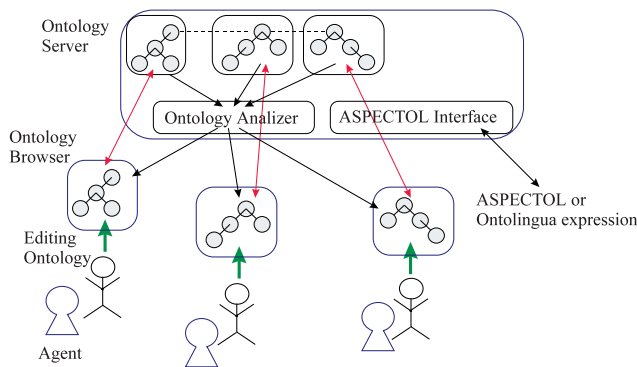 Ontology
Server
Ontology Analizer
ASPECTOL Interface
Ontology
Browser
ASPECTOL or
Ontolingua expression
Editing
Ontology
Agent